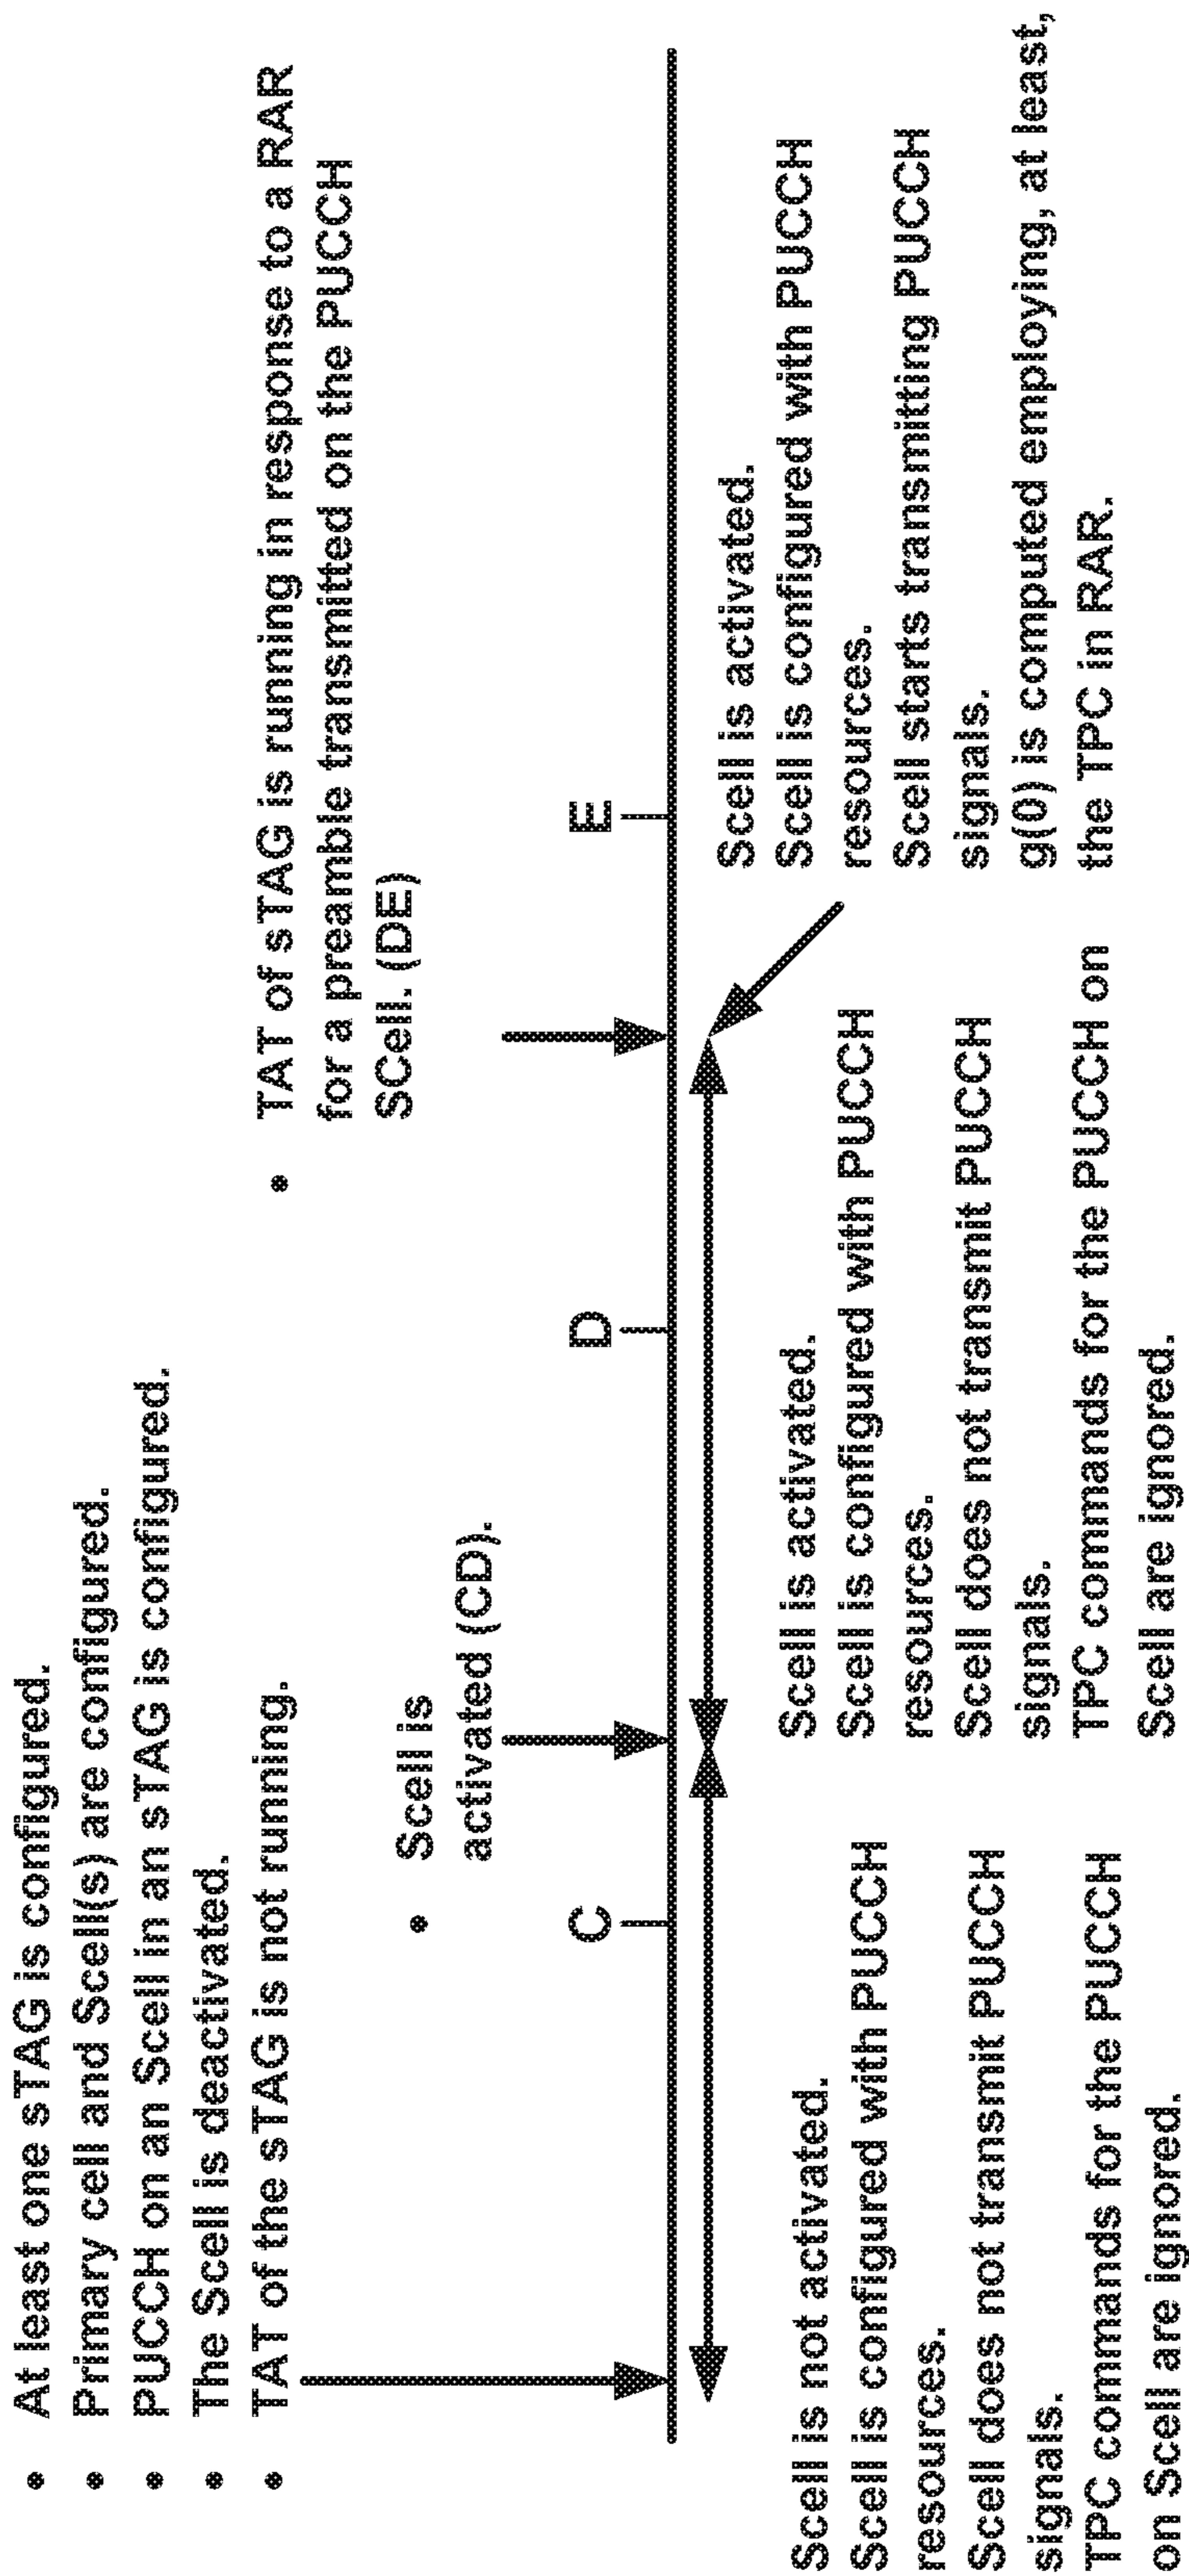 • At least one sTAG is configured.
• Primary cell and Scell(s) are configured.
• PUCCH on an Scell in an sTAG is configured.
• The Scell is deactivated.
• TAT of the sTAG is not running.
• Scell is
activated (CD).
• TAT of sTAG is running in response to a RAR
for a preamble transmitted on the PUCCH
SCell. (DE)
C
D
E
Scell is not activated.
Scell is configured with PUCCH
resources.
Scell does not transmit PUCCH
signals.
TPC commands for the PUCCH
on Scell are ignored.
Scell is activated.
Scell is configured with PUCCH
resources.
Scell does not transmit PUCCH
signals.
TPC commands for the PUCCH on
Scell are ignored.
Scell is activated.
Scell is configured with PUCCH
resources.
Scell starts transmitting PUCCH
signals.
g(0) is computed employing, at least,
the TPC in RAR.